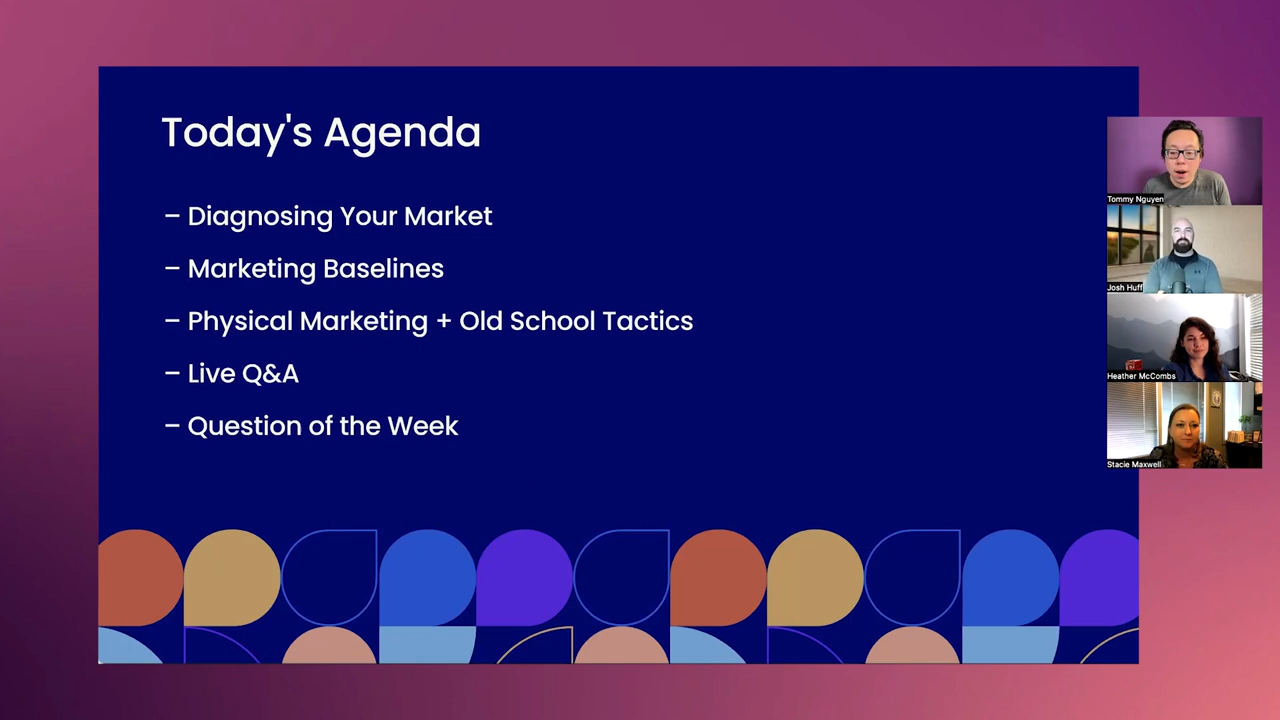 Today's Agenda
– Diagnosing Your Market
– Marketing Baselines
– Physical Marketing + Old School Tactics
– Live Q&A
– Question of the Week
Tommy Nguyen
Josh Huff
Heather McCombs
Stacie Maxwell